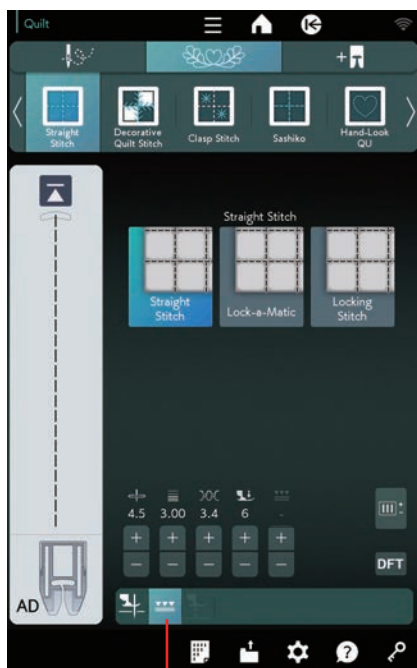 Quilt
Straight
Stitch
Decorative
Quilt Stitch
Clasp Stitch
Sashiko
Hand-Look
QU
Straight Stitch
Straight
Stitch
Lock-a-Matic
Locking
Stitch
4.5 3.00 3.4 6 -
+ + + + +
- - - - -
DFT
AD